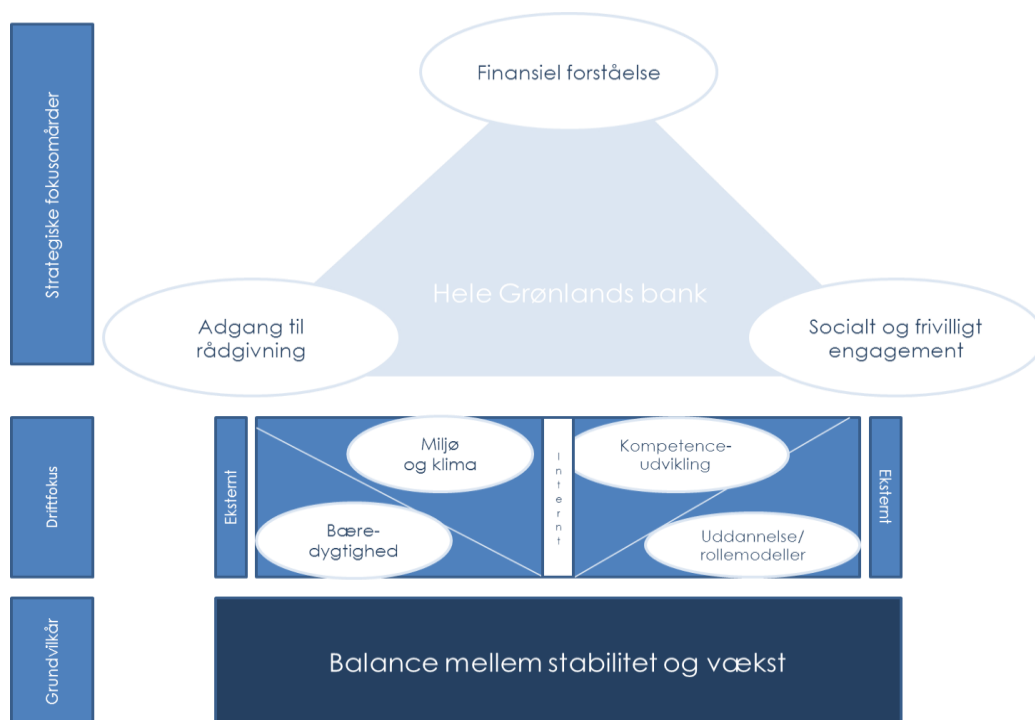 Strategiske fokusomårder
Finansiel forståelse
Hele Grønlands bank
Adgang til
rådgivning
Socialt og frivilligt
engagement
Driftfokus
Eksternt
Miljø
og klima
Bære-
dygtighed
Internt
Kompetence-
udvikling
Uddannelse/
rollemodeller
Eksternt
Grundvilkår
Balance mellem stabilitet og vækst